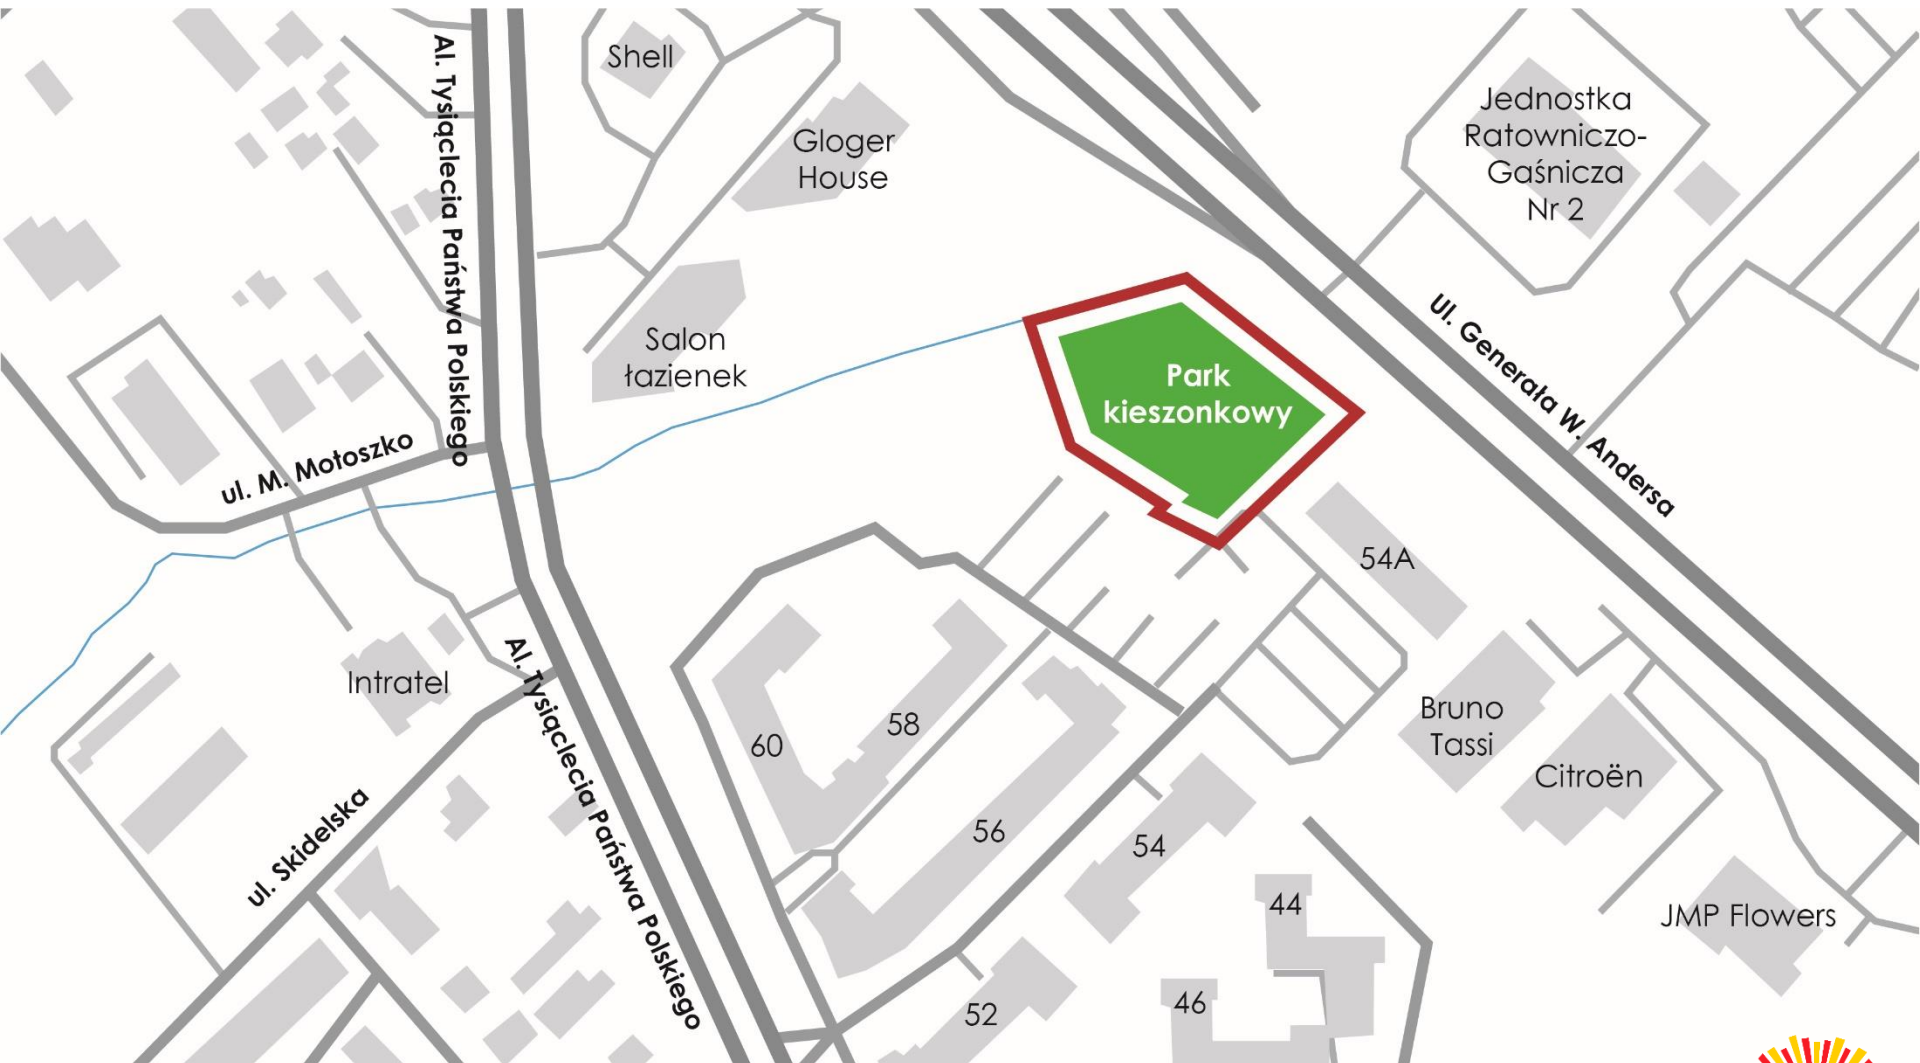 Al. Tysiąclecia Państwa Polskiego
Shell
Gloger
House
Jednostka
Ratowniczo-
Gaśnicza
Nr 2
Salon
łazienek
Park
kieszonkowy
Ul. Generała W. Andersa
ul. M. Motoszko
54A
Intratel
Al. Tysiąclecia Państwa Polskiego
60
58
Bruno
Tassi
Citroën
ul. Skidelska
56
54
44
JMP Flowers
52
46